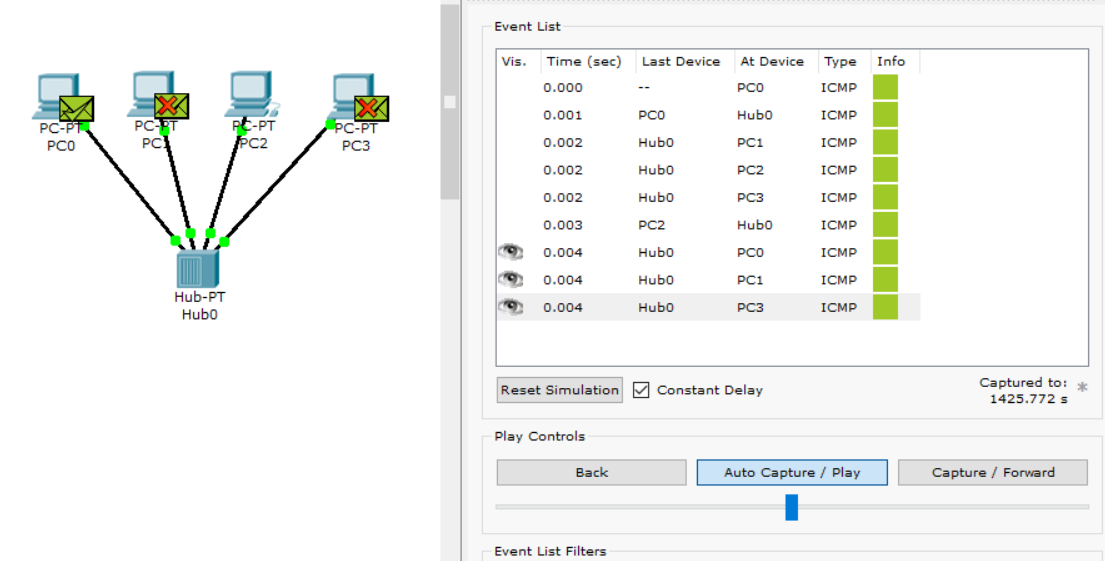 PC-PT PC-PT PC-PT PC-PT
PC0 PC1 PC2 PC3
Hub-PT
Hub0
Event List
Vis. Time (sec) Last Device At Device Type Info
0.000 -- PC0 ICMP
0.001 PC0 Hub0 ICMP
0.002 Hub0 PC1 ICMP
0.002 Hub0 PC2 ICMP
0.002 Hub0 PC3 ICMP
0.003 PC2 Hub0 ICMP
0.004 Hub0 PC0 ICMP
0.004 Hub0 PC1 ICMP
0.004 Hub0 PC3 ICMP
Reset Simulation Constant Delay Captured to: *
1425.772 s
Play Controls
Back Auto Capture / Play Capture / Forward
Event List Filters